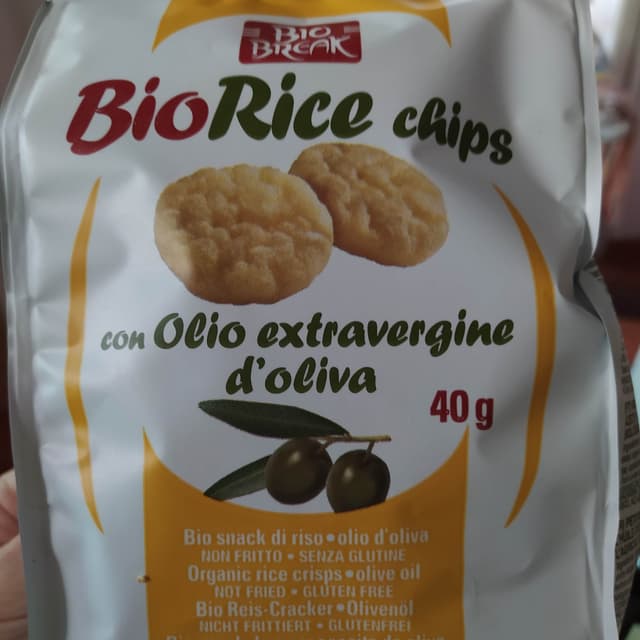 BIO
BREAK
BioRice chips
con Olio extravergine
d'oliva
40 g
Bio snack di riso•olio d'oliva
NON FRITTO • SENZA GLUTINE
Organic rice crisps•olive oil
NOT FRIED • GLUTEN FREE
Bio Reis-Cracker•Olivenöl
NICHT FRITTIERT • GLUTENFREI